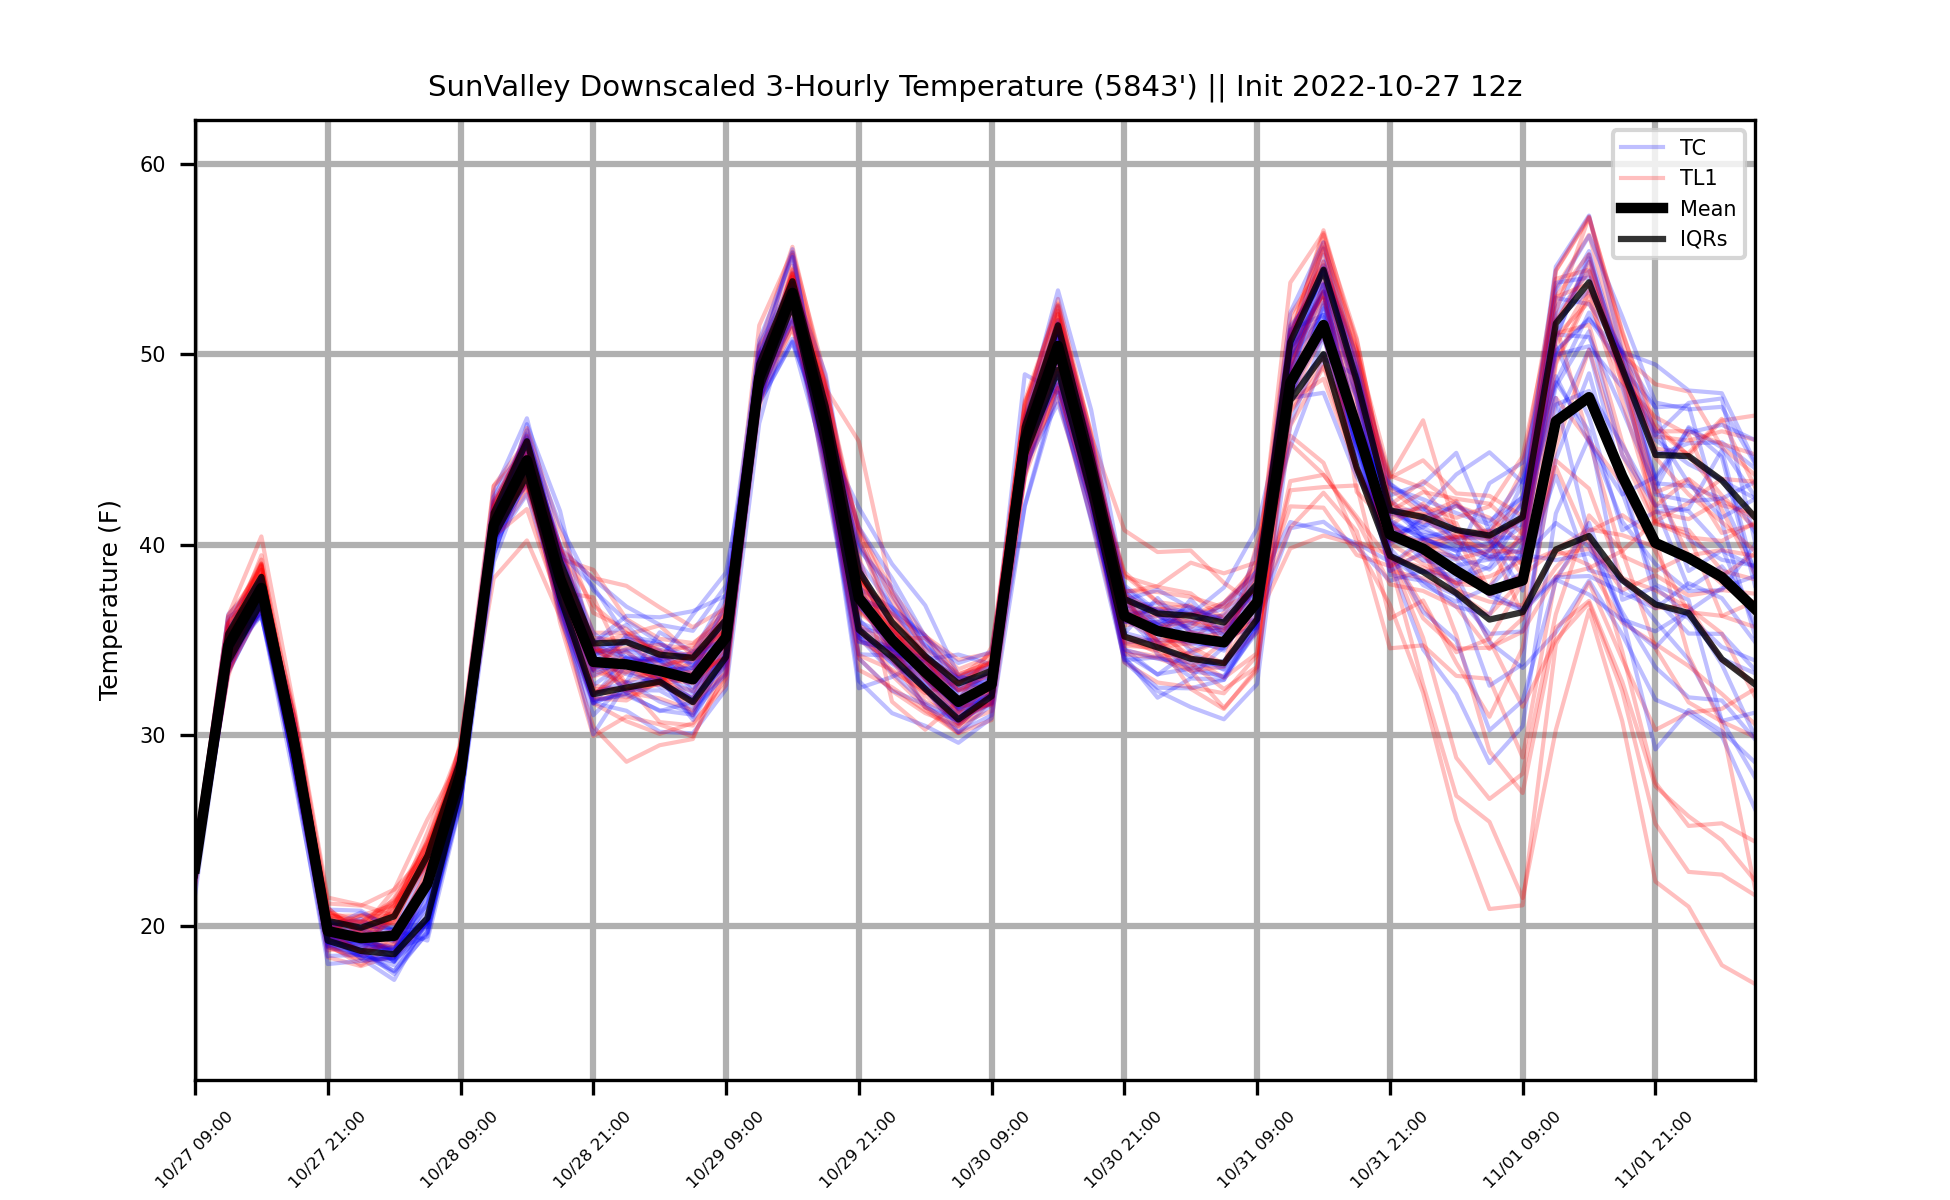 SunValley Downscaled 3-Hourly Temperature (5843') || Init 2022-10-27 12z
TC
TL1
Mean
IQRs
Temperature (F)
60
50
40
30
20
10/27 09:00
10/27 21:00
10/28 09:00
10/28 21:00
10/29 09:00
10/29 21:00
10/30 09:00
10/30 21:00
10/31 09:00
10/31 21:00
11/01 09:00
11/01 21:00